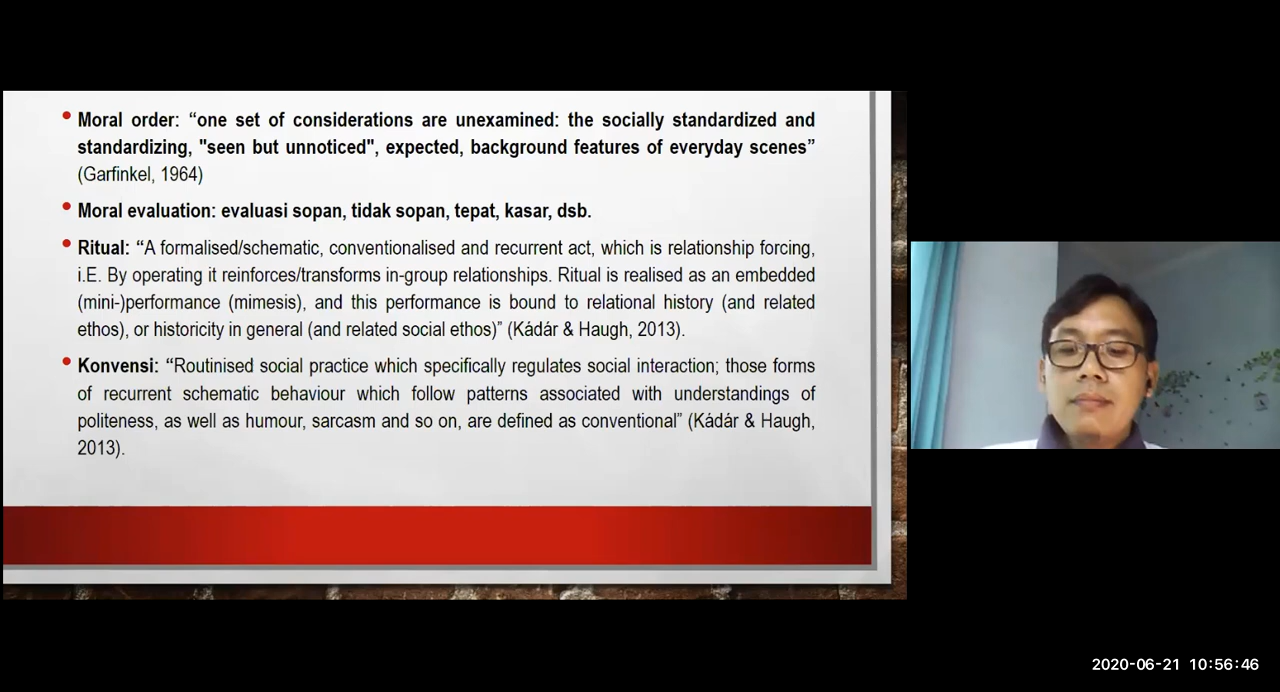 Moral order: “one set of considerations are unexamined: the socially standardized and
standardizing, "seen but unnoticed", expected, background features of everyday scenes”
(Garfinkel, 1964)
Moral evaluation: evaluasi sopan, tidak sopan, tepat, kasar, dsb.
Ritual: “A formalised/schematic, conventionalised and recurrent act, which is relationship forcing,
i.E. By operating it reinforces/transforms in-group relationships. Ritual is realised as an embedded
(mini-)performance (mimesis), and this performance is bound to relational history (and related
ethos), or historicity in general (and related social ethos)” (Kádár & Haugh, 2013).
Konvensi: “Routinised social practice which specifically regulates social interaction; those forms
of recurrent schematic behaviour which follow patterns associated with understandings of
politeness, as well as humour, sarcasm and so on, are defined as conventional” (Kádár & Haugh,
2013).
2020-06-21 10:56:46